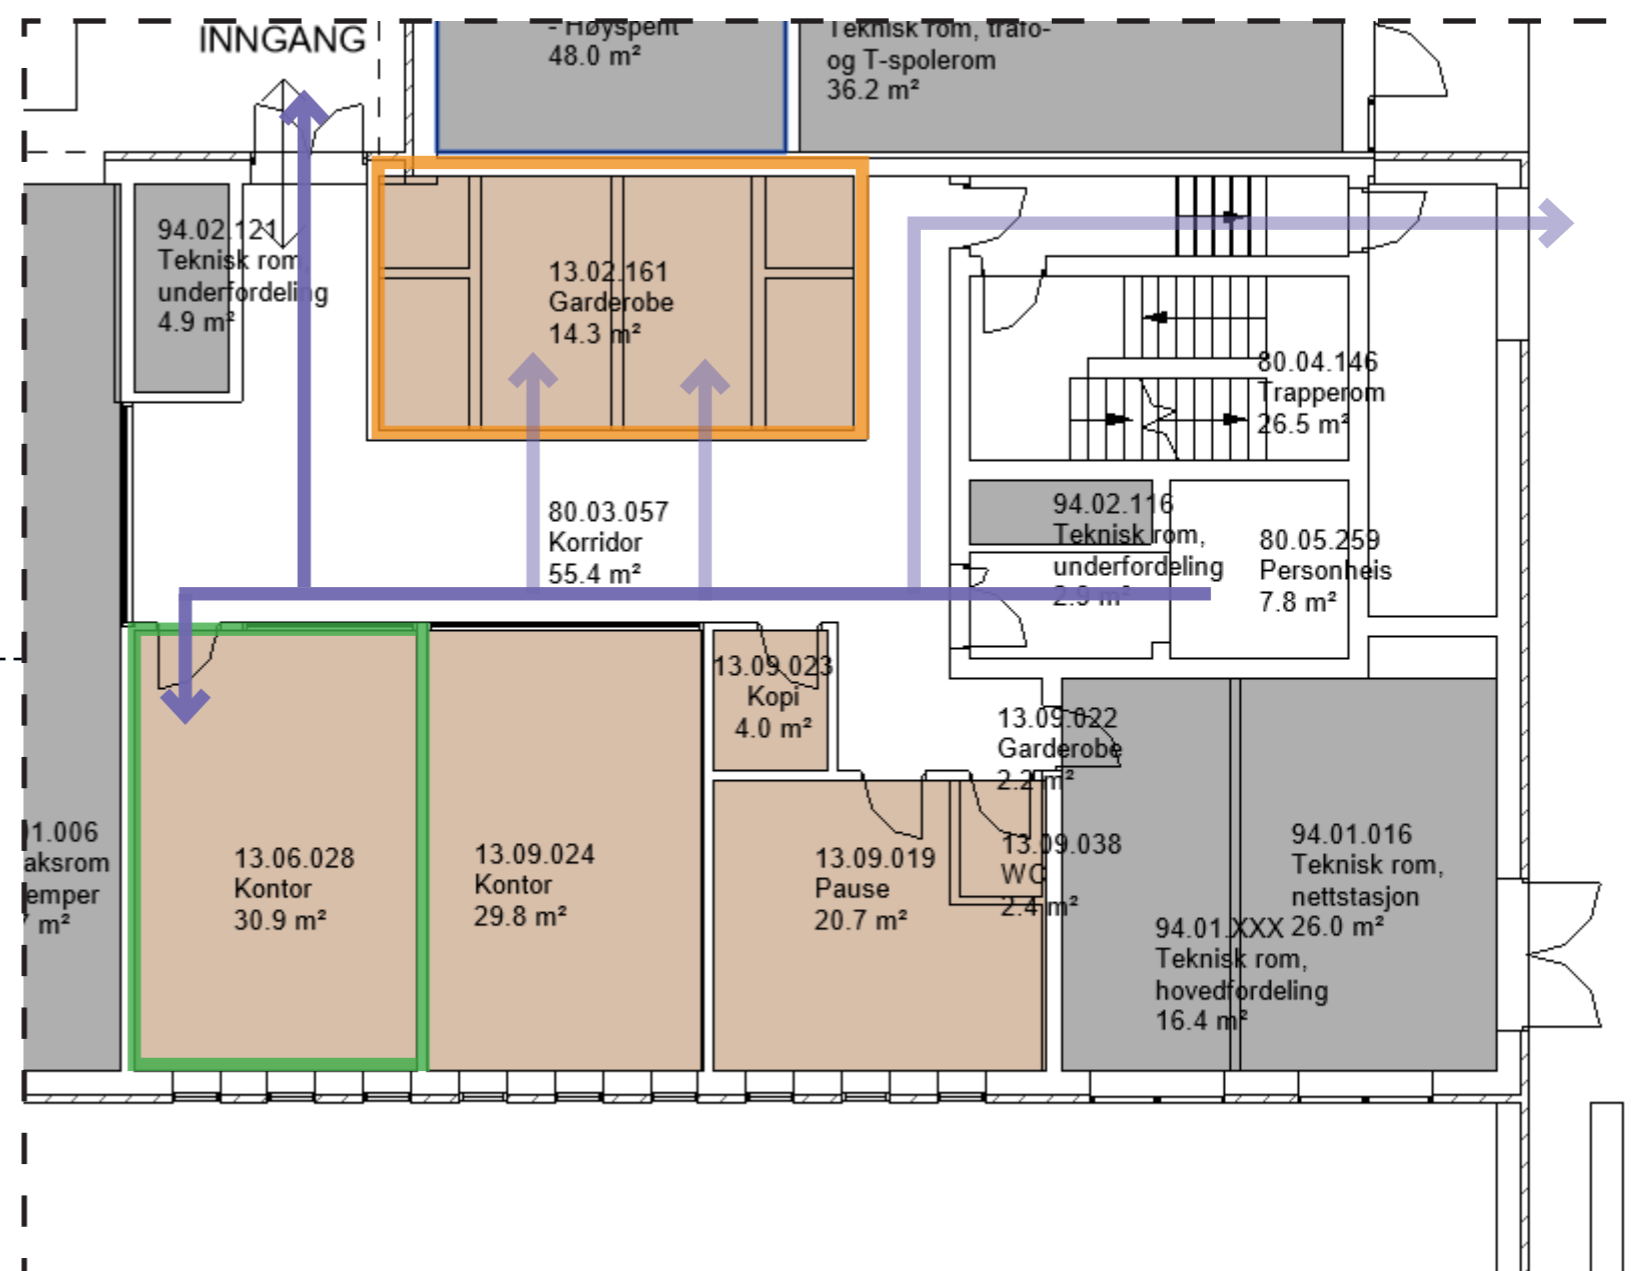 INNGANG
- Høyspent
48.0 m²
Teknisk rom, trafo-
og T-spolerom
36.2 m²
94.02.121
Teknisk rom,
underfordeling
4.9 m²
13.02.161
Garderobe
14.3 m²
80.04.146
Trapperom
26.5 m²
80.03.057
Korridor
55.4 m²
94.02.116
Teknisk rom,
underfordeling
2.9 m²
80.05.259
Personheis
7.8 m²
13.09.023
Kopi
4.0 m²
13.09.022
Garderobe
2.2 m²
1.006
aksrom
emper
m²
13.06.028
Kontor
30.9 m²
13.09.024
Kontor
29.8 m²
13.09.019
Pause
20.7 m²
13.09.038
WC
2.4 m²
94.01.016
Teknisk rom,
nettstasjon
26.0 m²
94.01.XXX
Teknisk rom,
hovedfordeling
16.4 m²